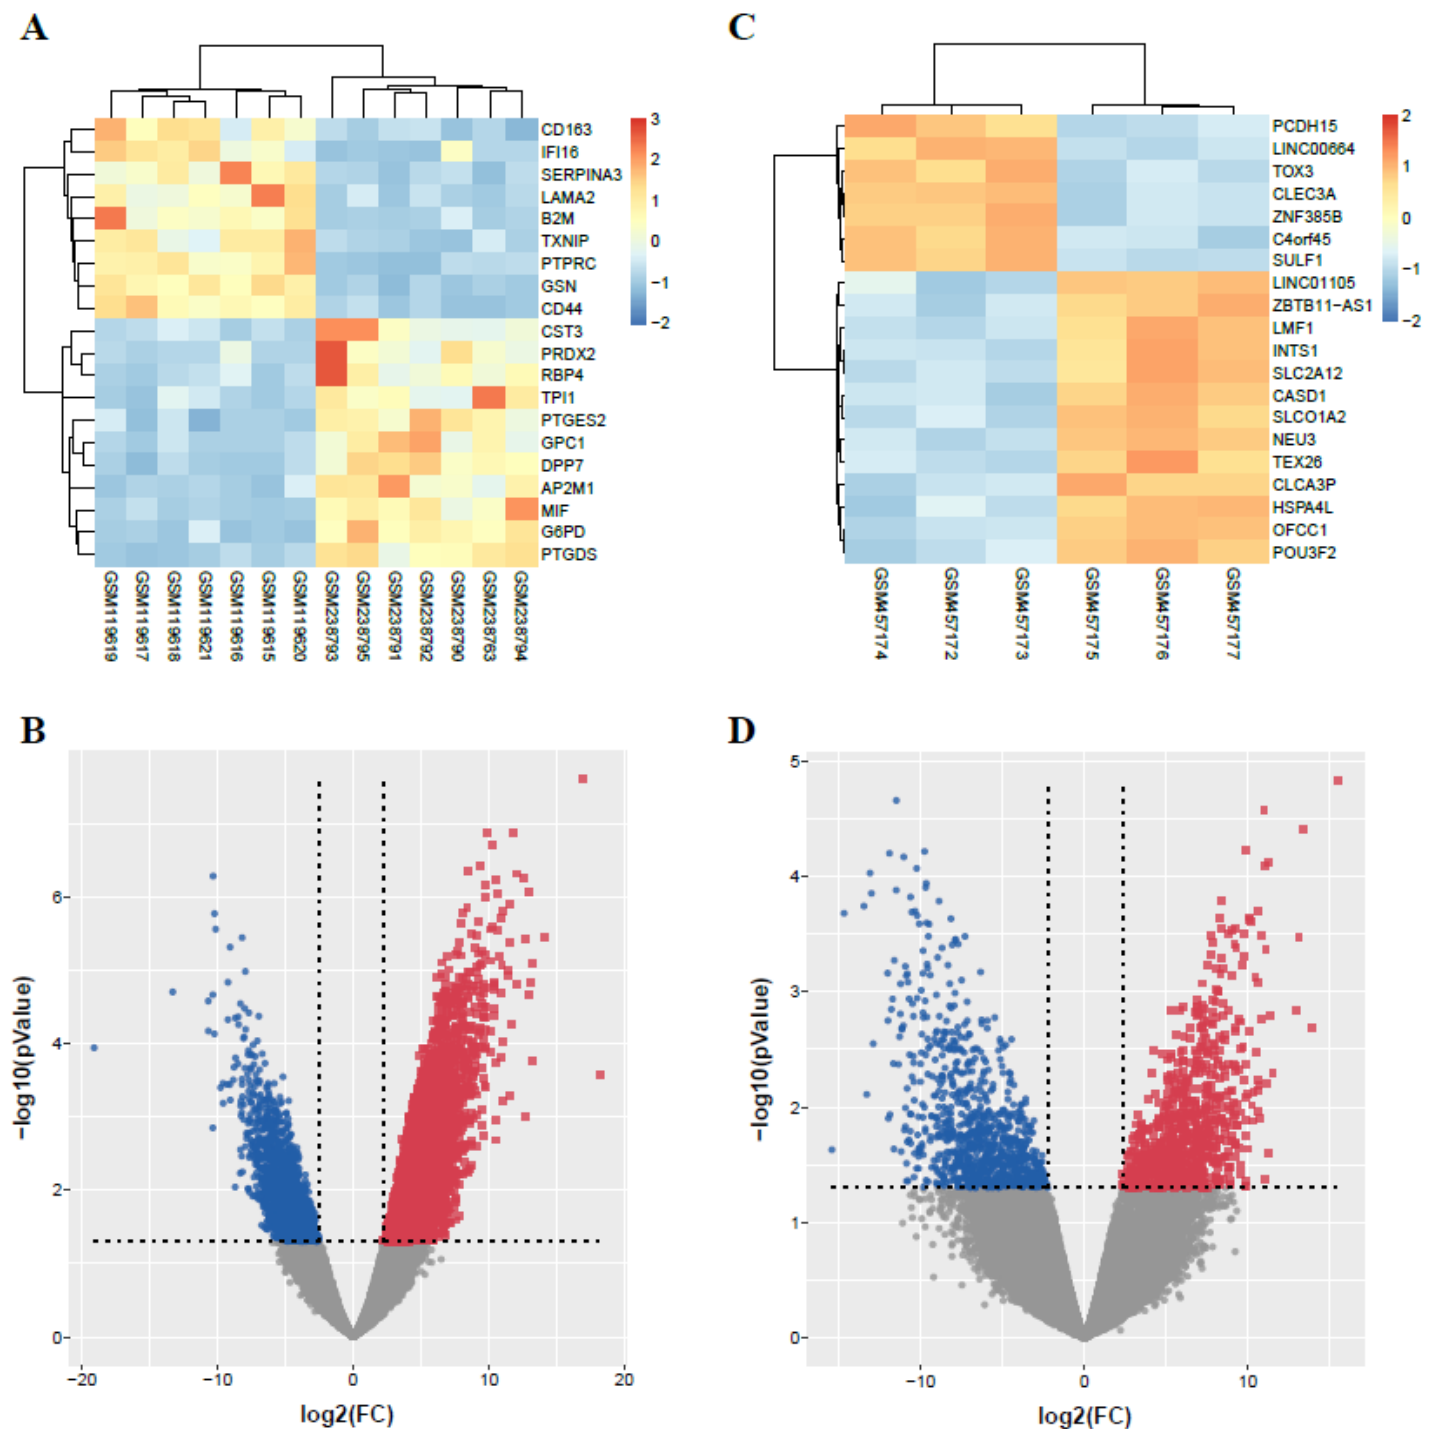 A
CD163
IFI16
SERPINA3
LAMA2
B2M
TXNIP
PTPRC
GSN
CD44
CST3
PRDX2
RBP4
TPI1
PTGES2
GPC1
DPP7
AP2M1
MIF
G6PD
PTGDS
3
2
1
0
−1
−2
GSM119619
GSM119617
GSM119618
GSM119621
GSM119616
GSM119615
GSM119620
GSM238793
GSM238795
GSM238791
GSM238792
GSM238790
GSM238763
GSM238794
C
PCDH15
LINC00664
TOX3
CLEC3A
ZNF385B
C4orf45
SULF1
LINC01105
ZBTB11−AS1
LMF1
INTS1
SLC2A12
CASD1
SLCO1A2
NEU3
TEX26
CLCA3P
HSPA4L
OFCC1
POU3F2
2
1
0
−1
−2
GSM457174
GSM457172
GSM457173
GSM457175
GSM457176
GSM457177
B
−log10(pValue)
6
4
2
0
−20
−10
0
10
20
log2(FC)
D
−log10(pValue)
5
4
3
2
1
0
−10
0
10
log2(FC)